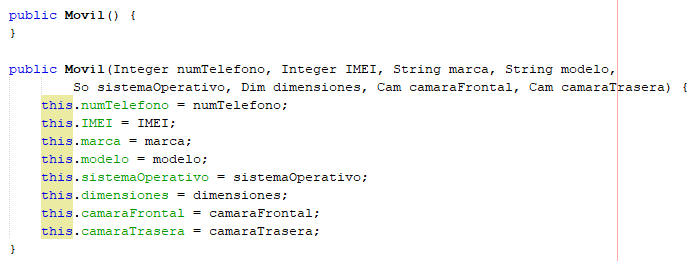 public Movil() {
}
public Movil(Integer numTelefono, Integer IMEI, String marca, String modelo,
So sistemaOperativo, Dim dimensiones, Cam camaraFrontal, Cam camaraTrasera) {
this.numTelefono = numTelefono;
this.IMEI = IMEI;
this.marca = marca;
this.modelo = modelo;
this.sistemaOperativo = sistemaOperativo;
this.dimensiones = dimensiones;
this.camaraFrontal = camaraFrontal;
this.camaraTrasera = camaraTrasera;
}